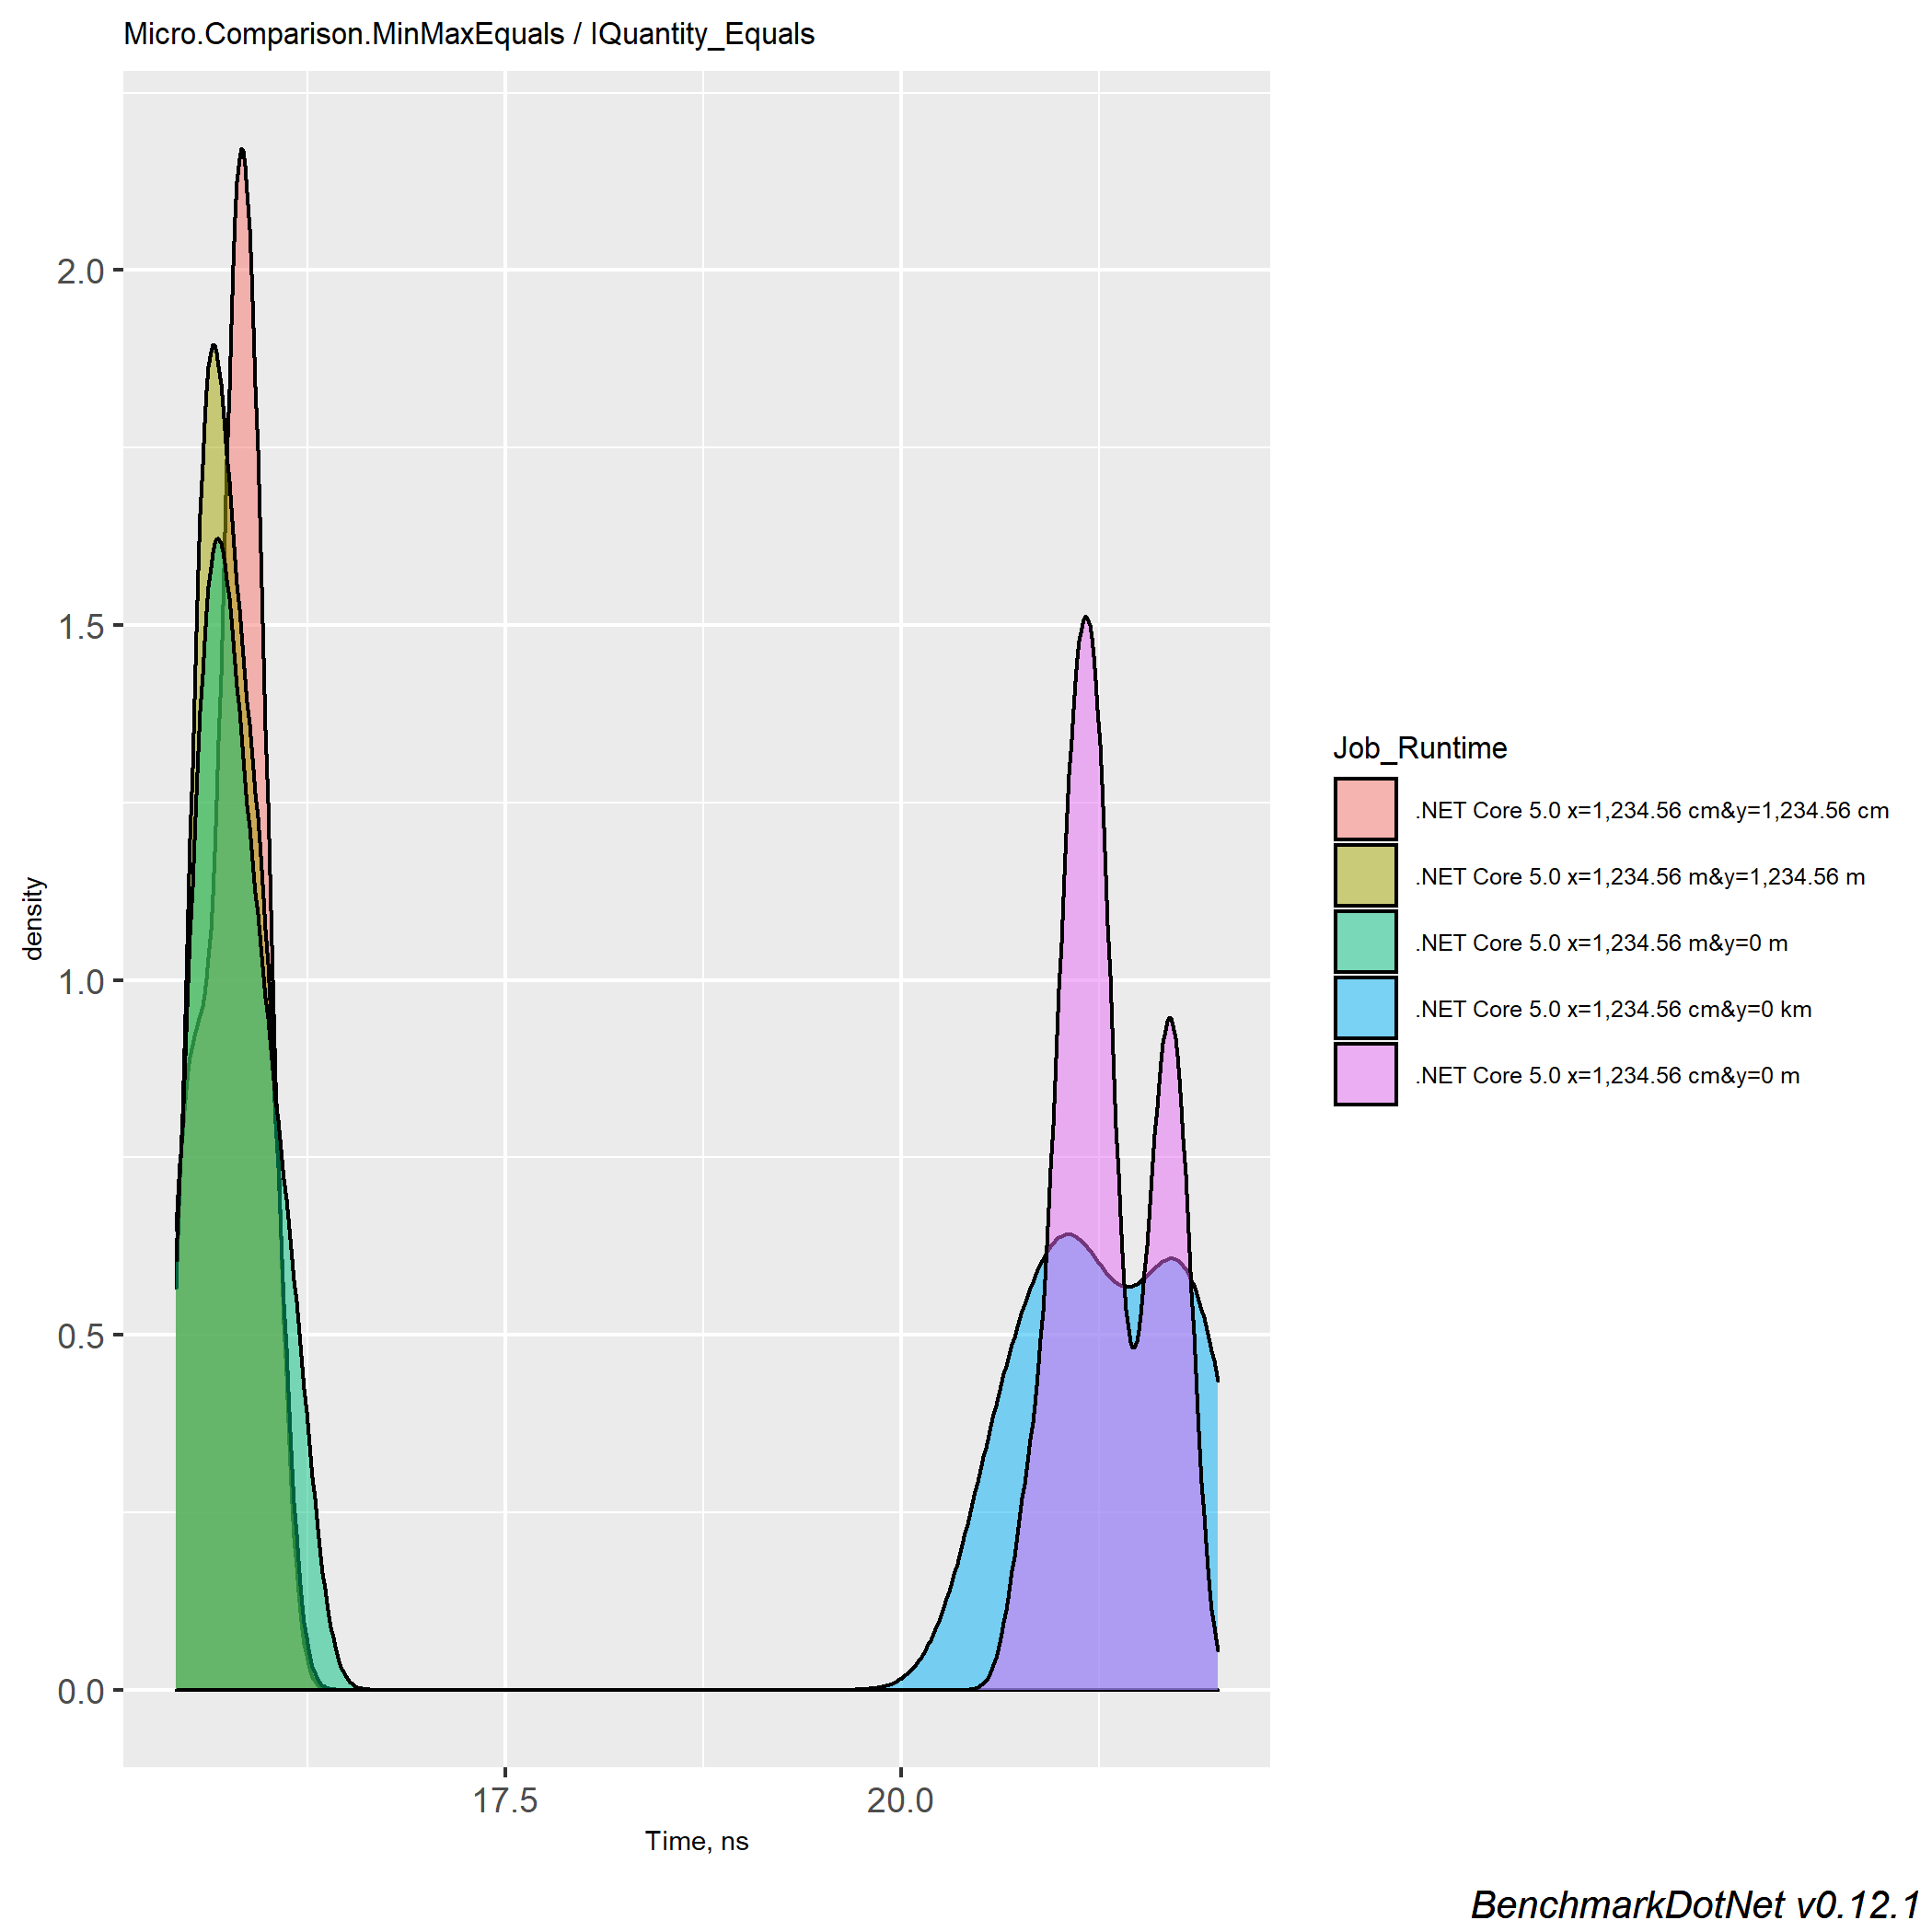 Micro.Comparison.MinMaxEquals / IQuantity_Equals
2.0
1.5
1.0
0.5
0.0
density
17.5
20.0
Time, ns
Job_Runtime
.NET Core 5.0 x=1,234.56 cm&y=1,234.56 cm
.NET Core 5.0 x=1,234.56 m&y=1,234.56 m
.NET Core 5.0 x=1,234.56 m&y=0 m
.NET Core 5.0 x=1,234.56 cm&y=0 km
.NET Core 5.0 x=1,234.56 cm&y=0 m
BenchmarkDotNet v0.12.1